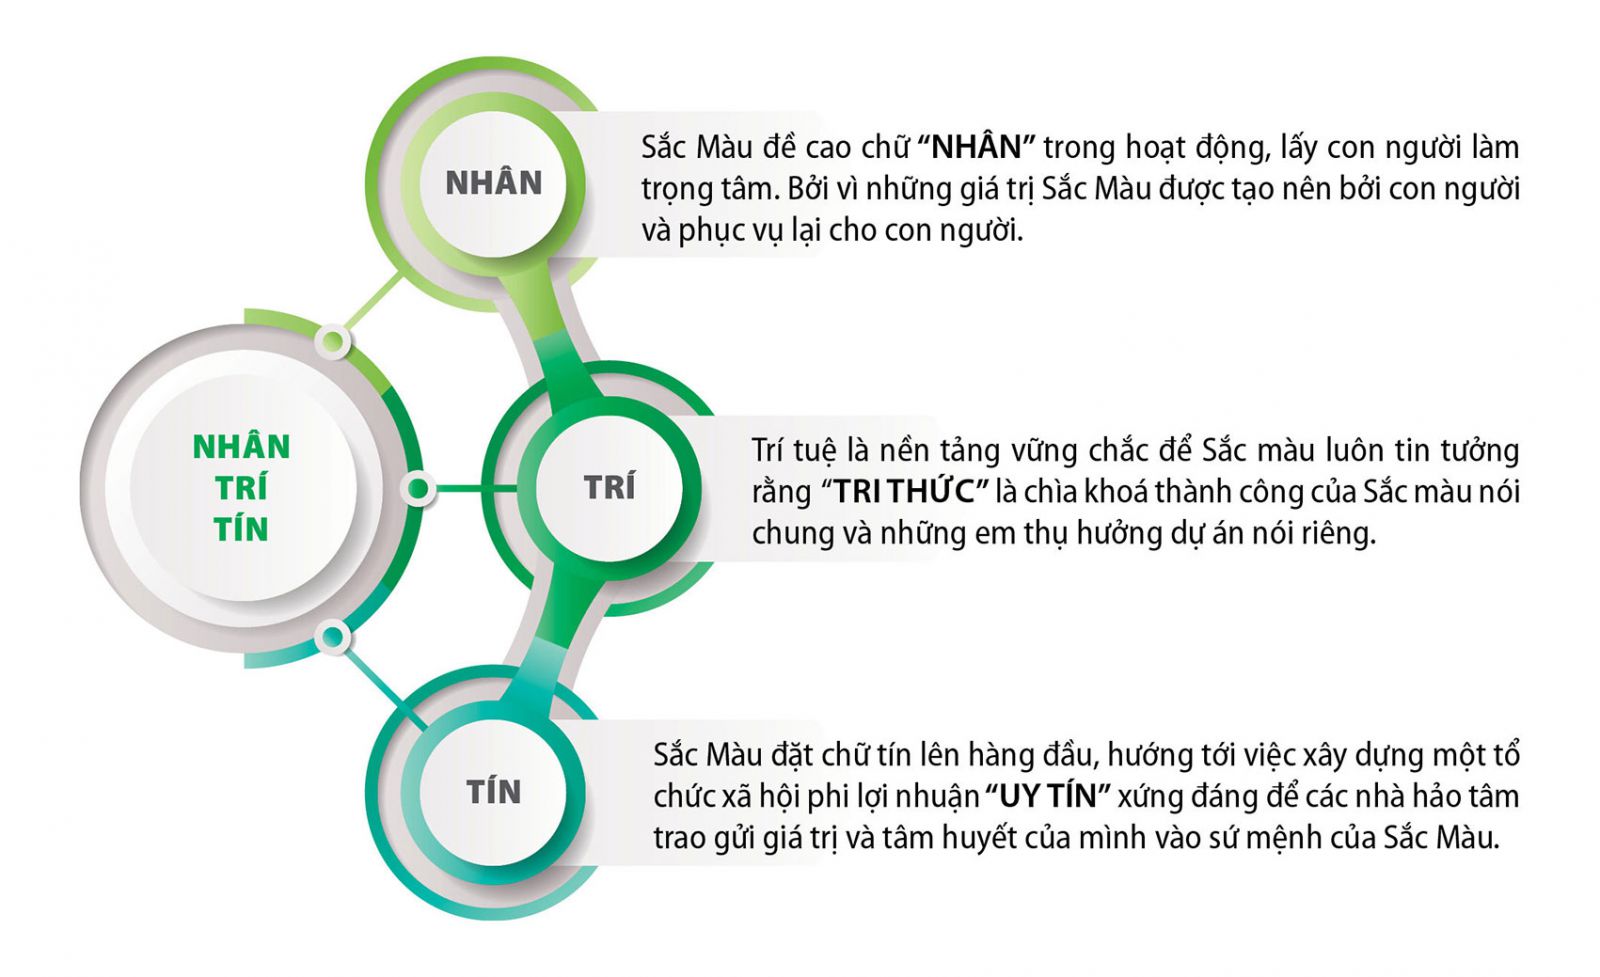 NHÂN
Sắc Màu đề cao chữ “NHÂN” trong hoạt động, lấy con người làm
trọng tâm. Bởi vì những giá trị Sắc Màu được tạo nên bởi con người
và phục vụ lại cho con người.
NHÂN
TRÍ
TÍN
TRÍ
Trí tuệ là nền tảng vững chắc để Sắc màu luôn tin tưởng
rằng “TRI THỨC” là chìa khoá thành công của Sắc màu nói
chung và những em thụ hưởng dự án nói riêng.
TÍN
Sắc Màu đặt chữ tín lên hàng đầu, hướng tới việc xây dựng một tổ
chức xã hội phi lợi nhuận “UY TÍN” xứng đáng để các nhà hảo tâm
trao gửi giá trị và tâm huyết của mình vào sứ mệnh của Sắc Màu.